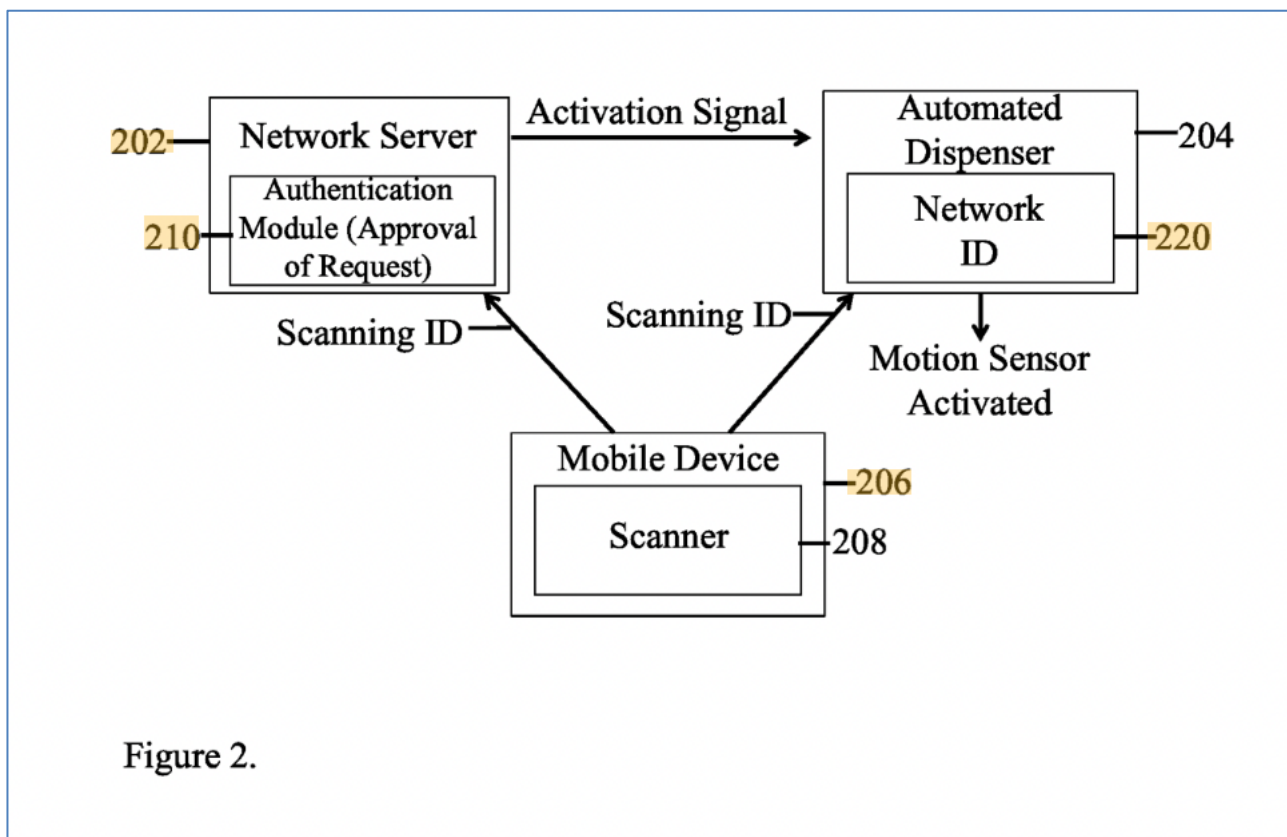 202
Network Server
Authentication
Module (Approval
of Request)
210
Activation Signal
Automated
Dispenser
204
Network
ID
220
Scanning ID
Scanning ID
Motion Sensor
Activated
Mobile Device
206
Scanner
208
Figure 2.